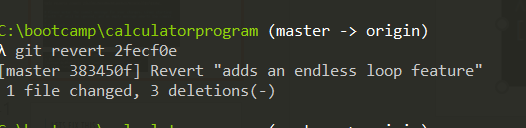 C:\bootcamp\calculatorprogram (master -> origin)
λ git revert 2fecf0e
[master 383450f] Revert "adds an endless loop feature"
1 file changed, 3 deletions(-)